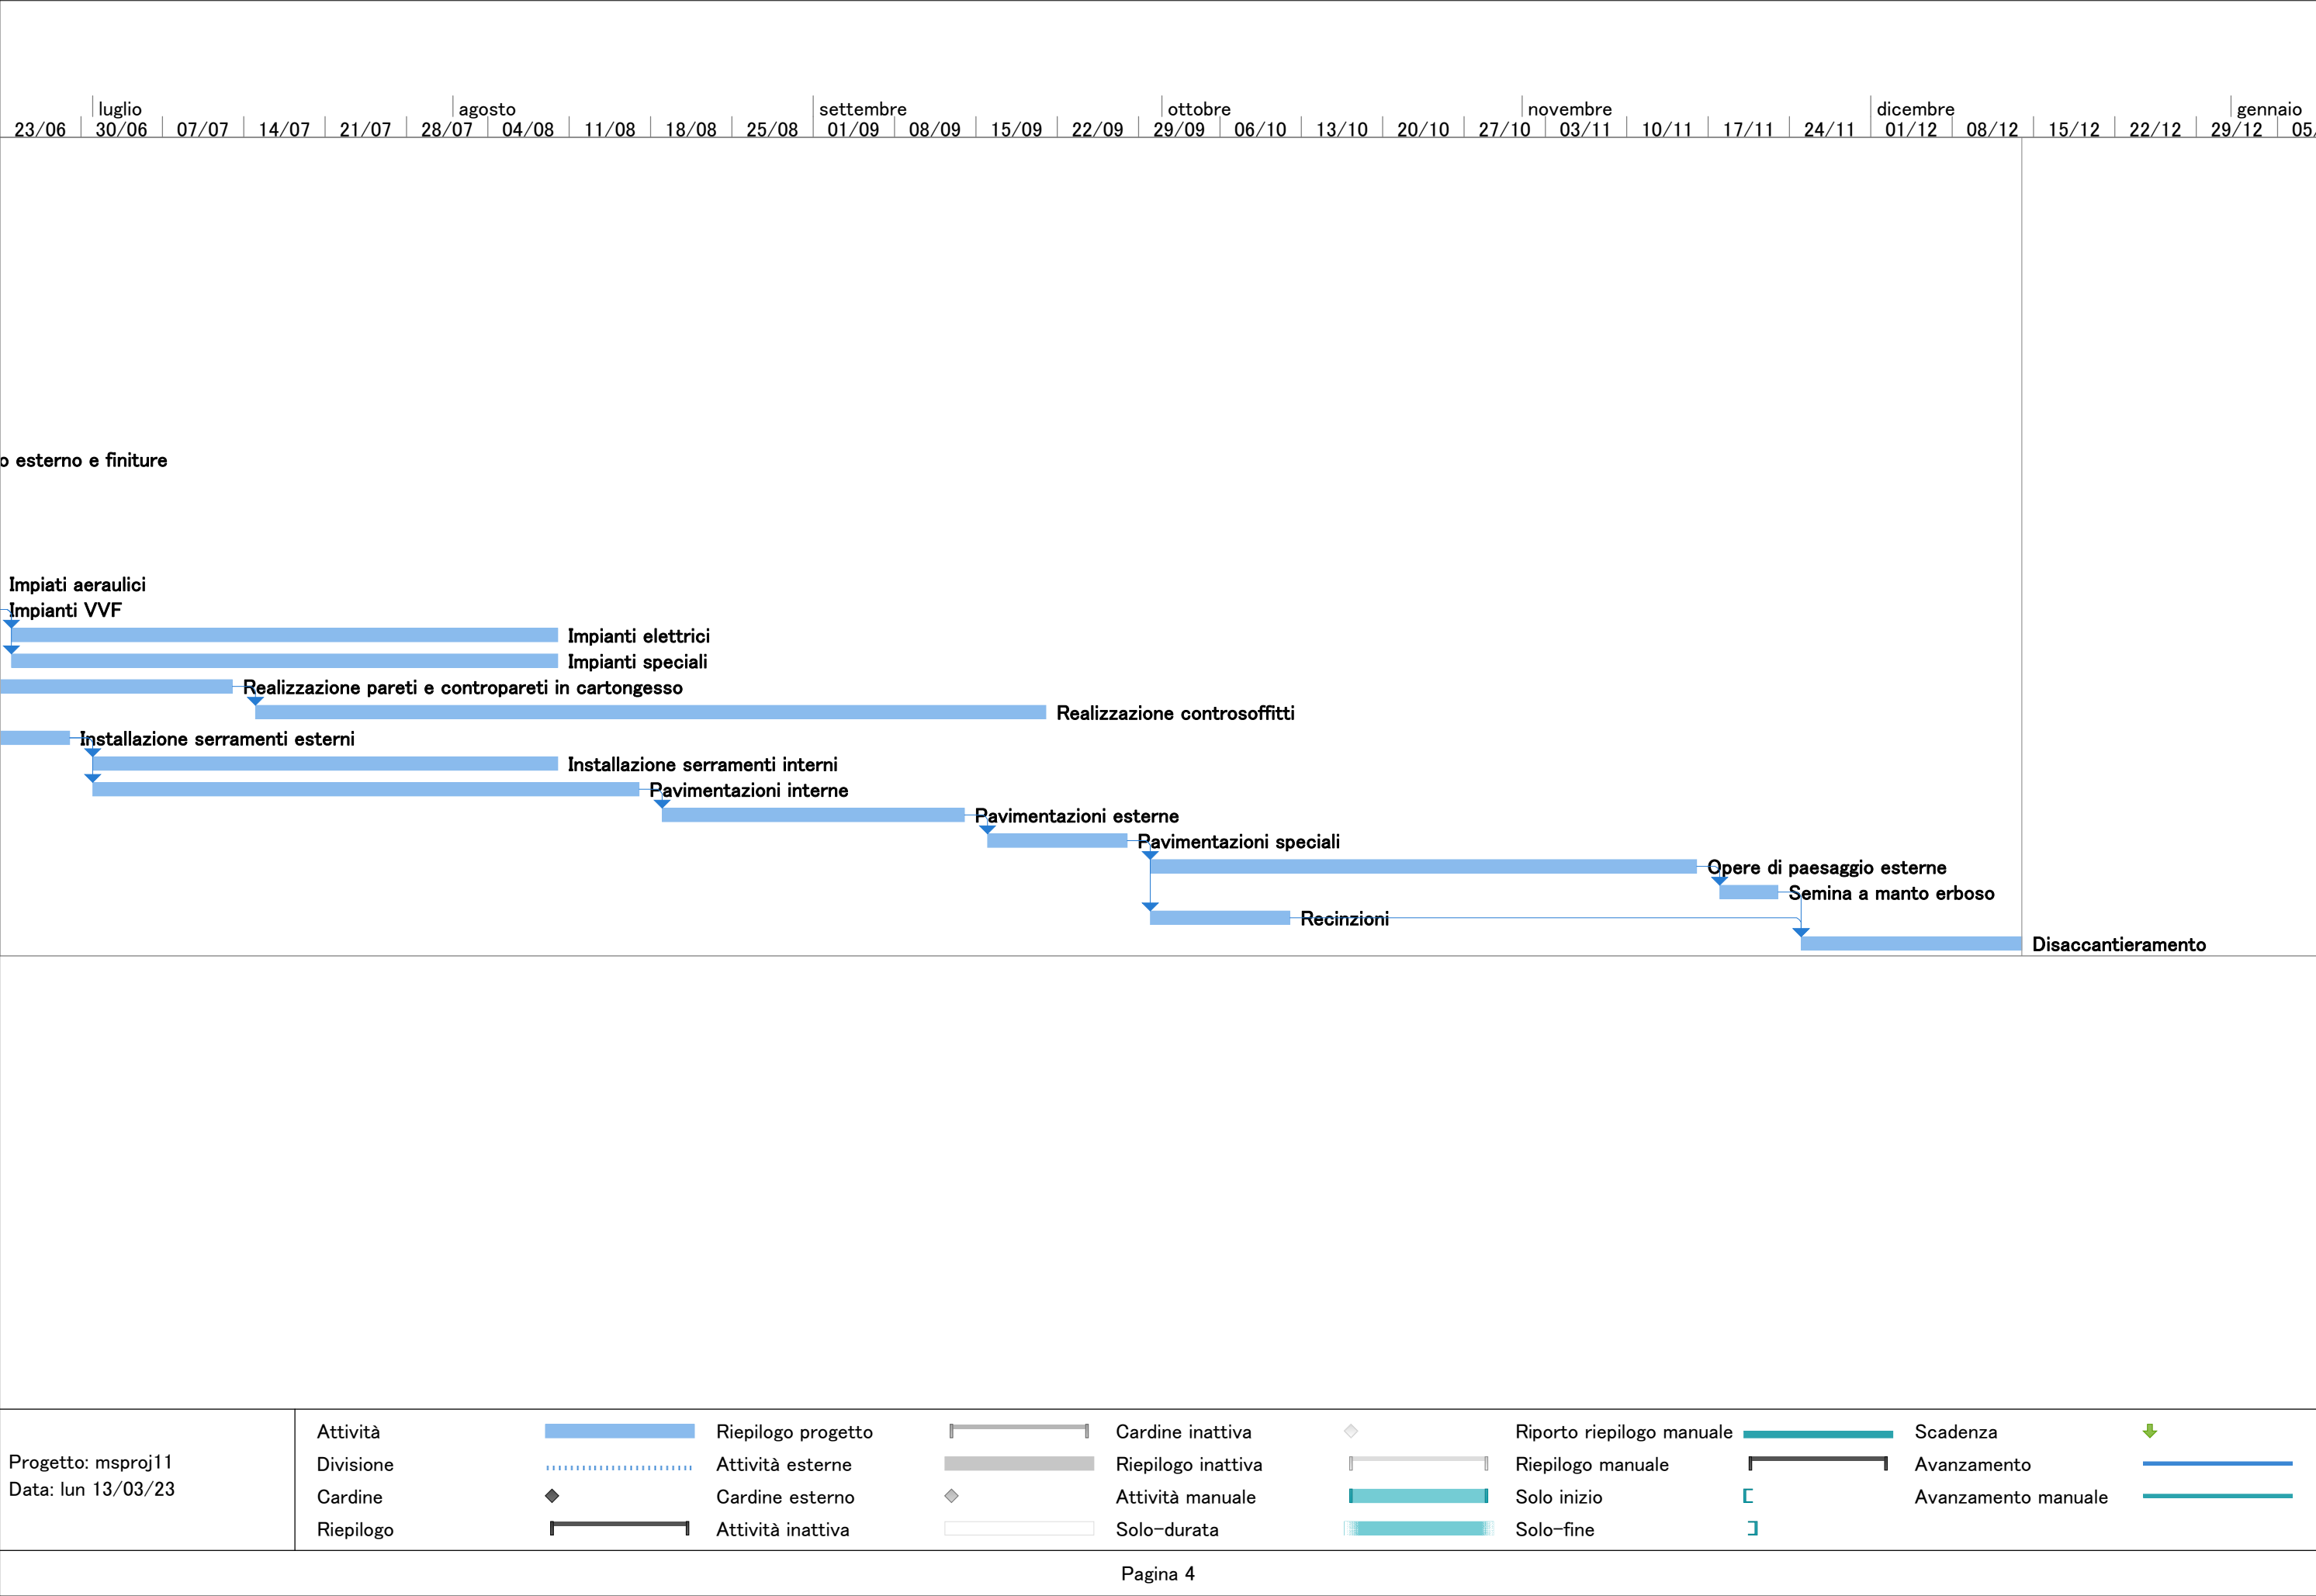 luglio agosto settembre ottobre novembre dicembre gennaio
23/06 30/06 07/07 14/07 21/07 28/07 04/08 11/08 18/08 25/08 01/09 08/09 15/09 22/09 29/09 06/10 13/10 20/10 27/10 03/11 10/11 17/11 24/11 01/12 08/12 15/12 22/12 29/12 05/
o esterno e finiture
Impiati aeraulici
Impianti VVF
Impianti elettrici
Impianti speciali
Realizzazione pareti e contropareti in cartongesso
Realizzazione controsoffitti
Installazione serramenti esterni
Installazione serramenti interni
Pavimentazioni interne
Pavimentazioni esterne
Pavimentazioni speciali
Opere di paesaggio esterne
Semina a manto erboso
Recinzioni
Disaccantieramento
Progetto: msproj11
Data: lun 13/03/23
Attività Riepilogo progetto Cardine inattiva Riporto riepilogo manuale Scadenza
Divisione Attività esterne Riepilogo inattiva Riepilogo manuale Avanzamento
Cardine Cardine esterno Attività manuale Solo inizio Avanzamento manuale
Riepilogo Attività inattiva Solo-durata Solo-fine
Pagina 4